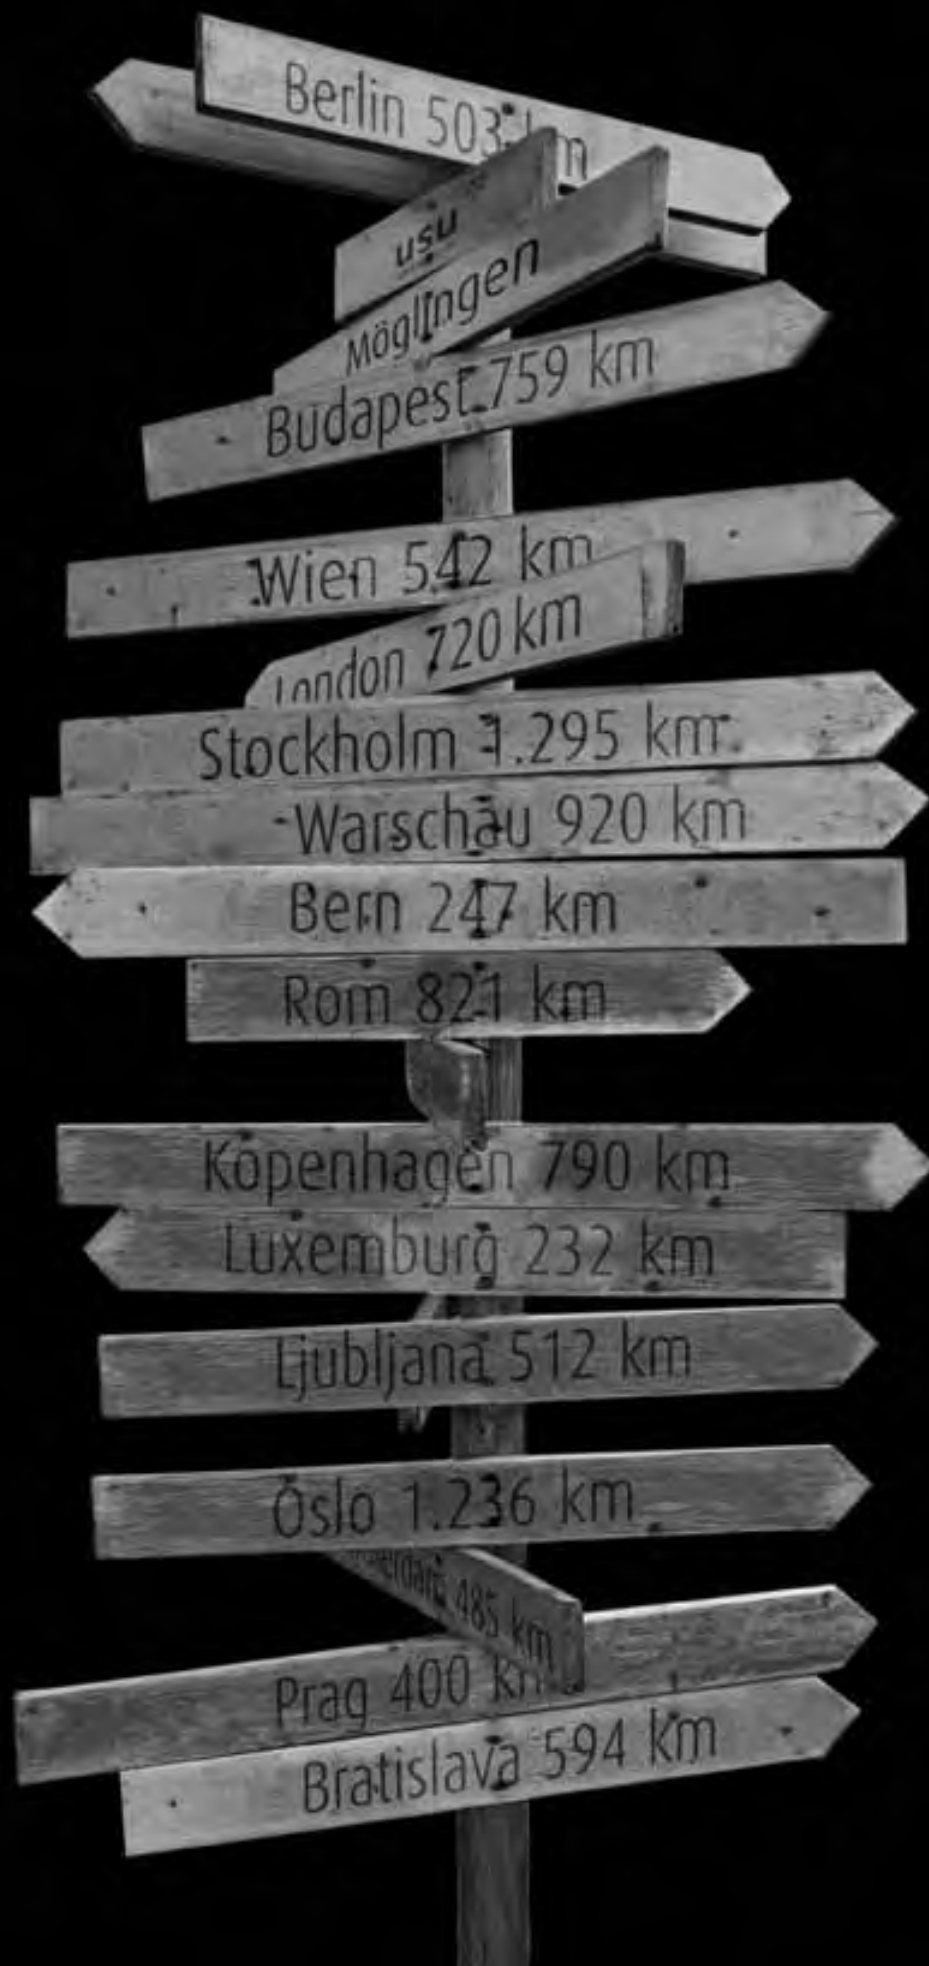 Berlin 503 km
usu
Möglingen
Budapest 759 km
Wien 542 km
London 720 km
Stockholm 1.295 km
Warschau 920 km
Bern 247 km
Rom 821 km
Kopenhagen 790 km
Luxemburg 232 km
Ljubljana 512 km
Oslo 1.236 km
485 km
Prag 400 km
Bratislava 594 km